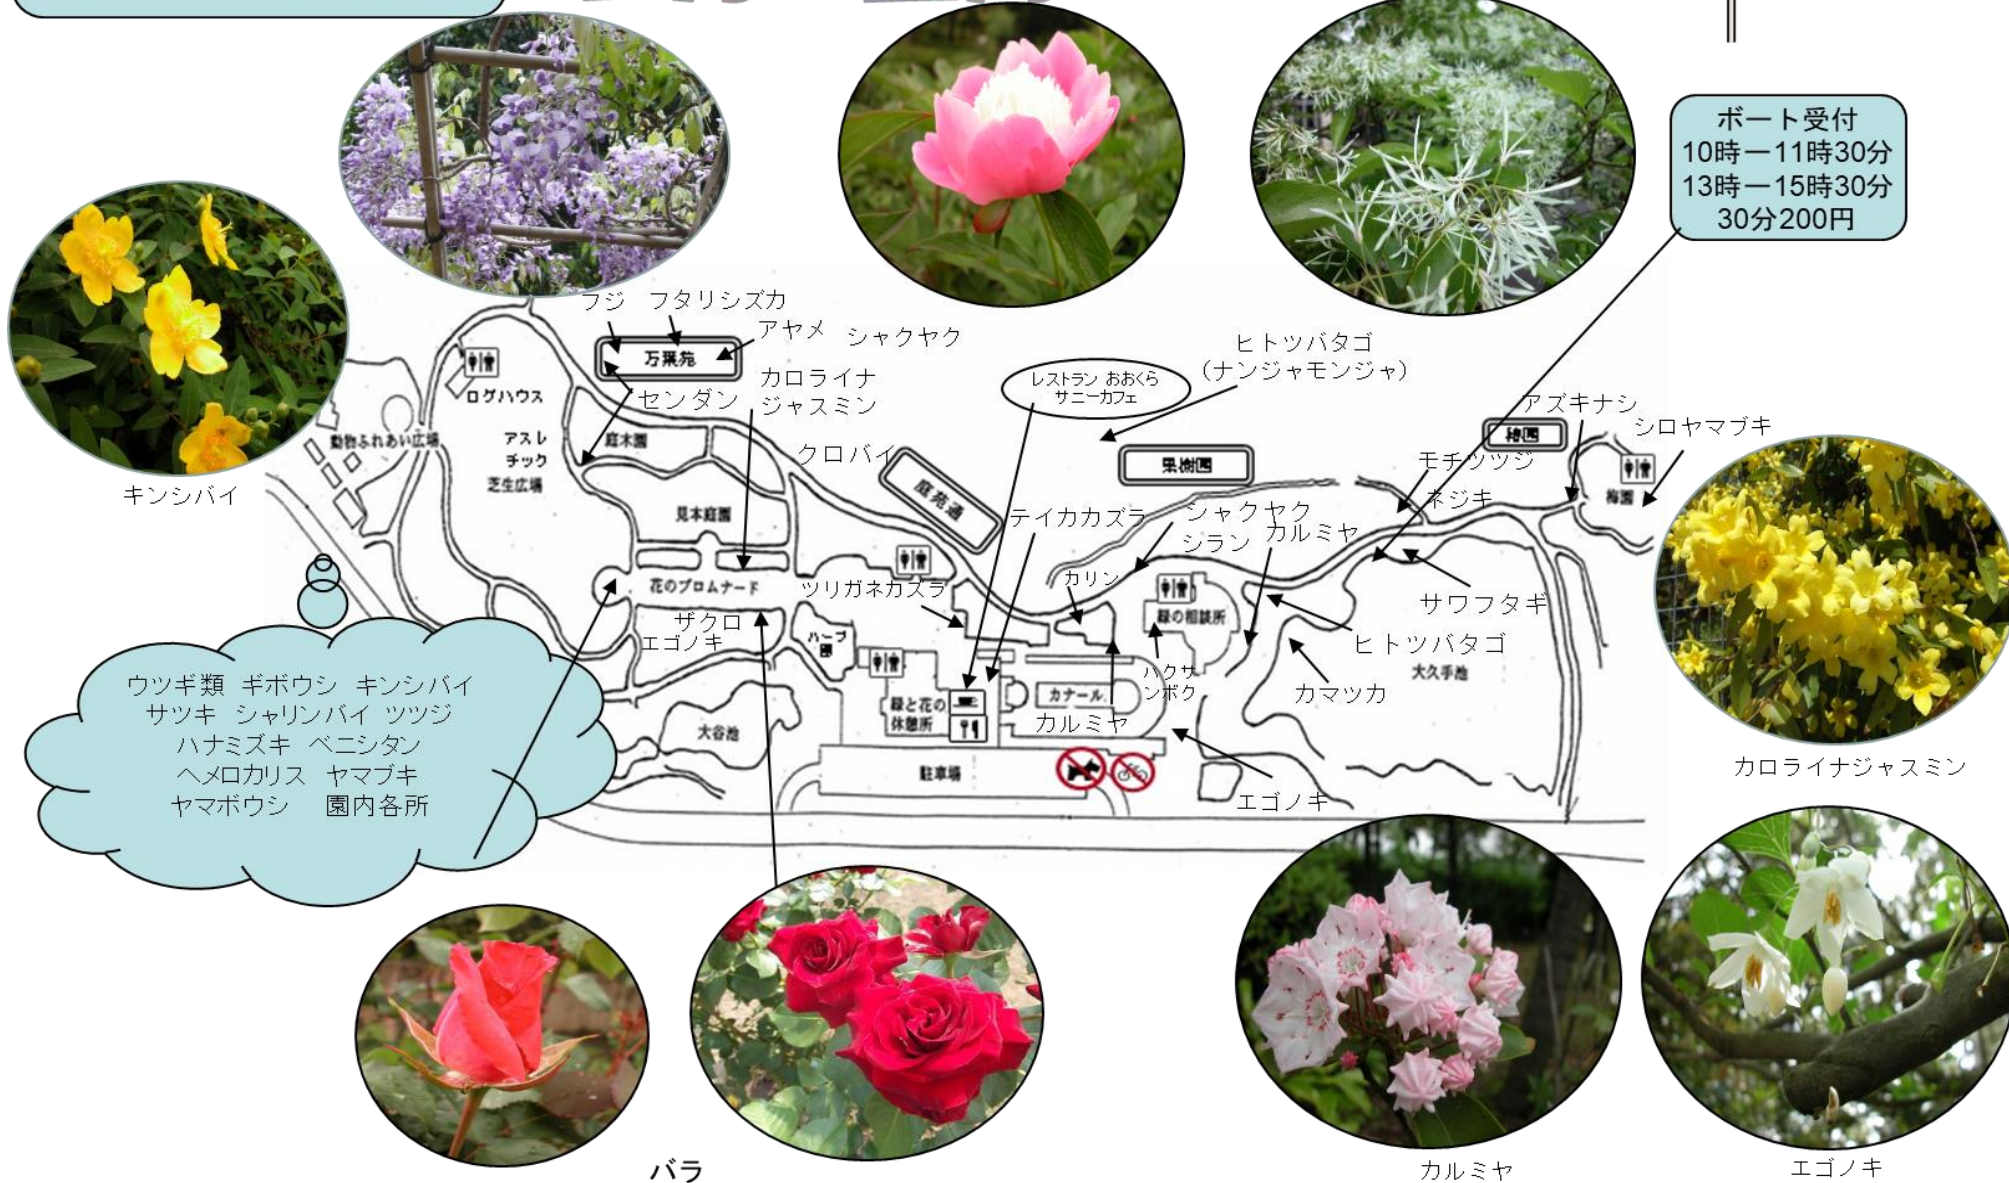 ボート受付
10時ー11時30分
13時ー15時30分
30分200円
フジ
フタリシズカ
アヤメ
シャクヤク
万葉苑
ヒトツバタゴ
(ナンジャモンジャ)
レストラン おおくら
サニーカフェ
カロライナ
ジャスミン
センダン
ログハウス
動物ふれあい広場
アスレ
チック
芝生広場
庭木園
クロバイ
庭苑通
果樹園
椿園
アズキナシ
シロヤマブキ
モチツツジ
ネジキ
梅園
キンシバイ
見本庭園
テイカカズラ
シャクヤク
シラン
カルミヤ
カリン
花のプロムナード
ツリガネカズラ
緑の相談所
サワフタギ
ザクロ
エゴノキ
ハーブ
園
ヒトツバタゴ
ハクサ
ンボク
カマツカ
大久手池
カナール
緑と花の
休憩所
カルミヤ
大谷池
駐車場
エゴノキ
ウツギ類 ギボウシ キンシバイ
サツキ シャリンバイ ツツジ
ハナミズキ ベニシタン
ヘメロカリス ヤマブキ
ヤマボウシ 園内各所
カロライナジャスミン
バラ
カルミヤ
エゴノキ